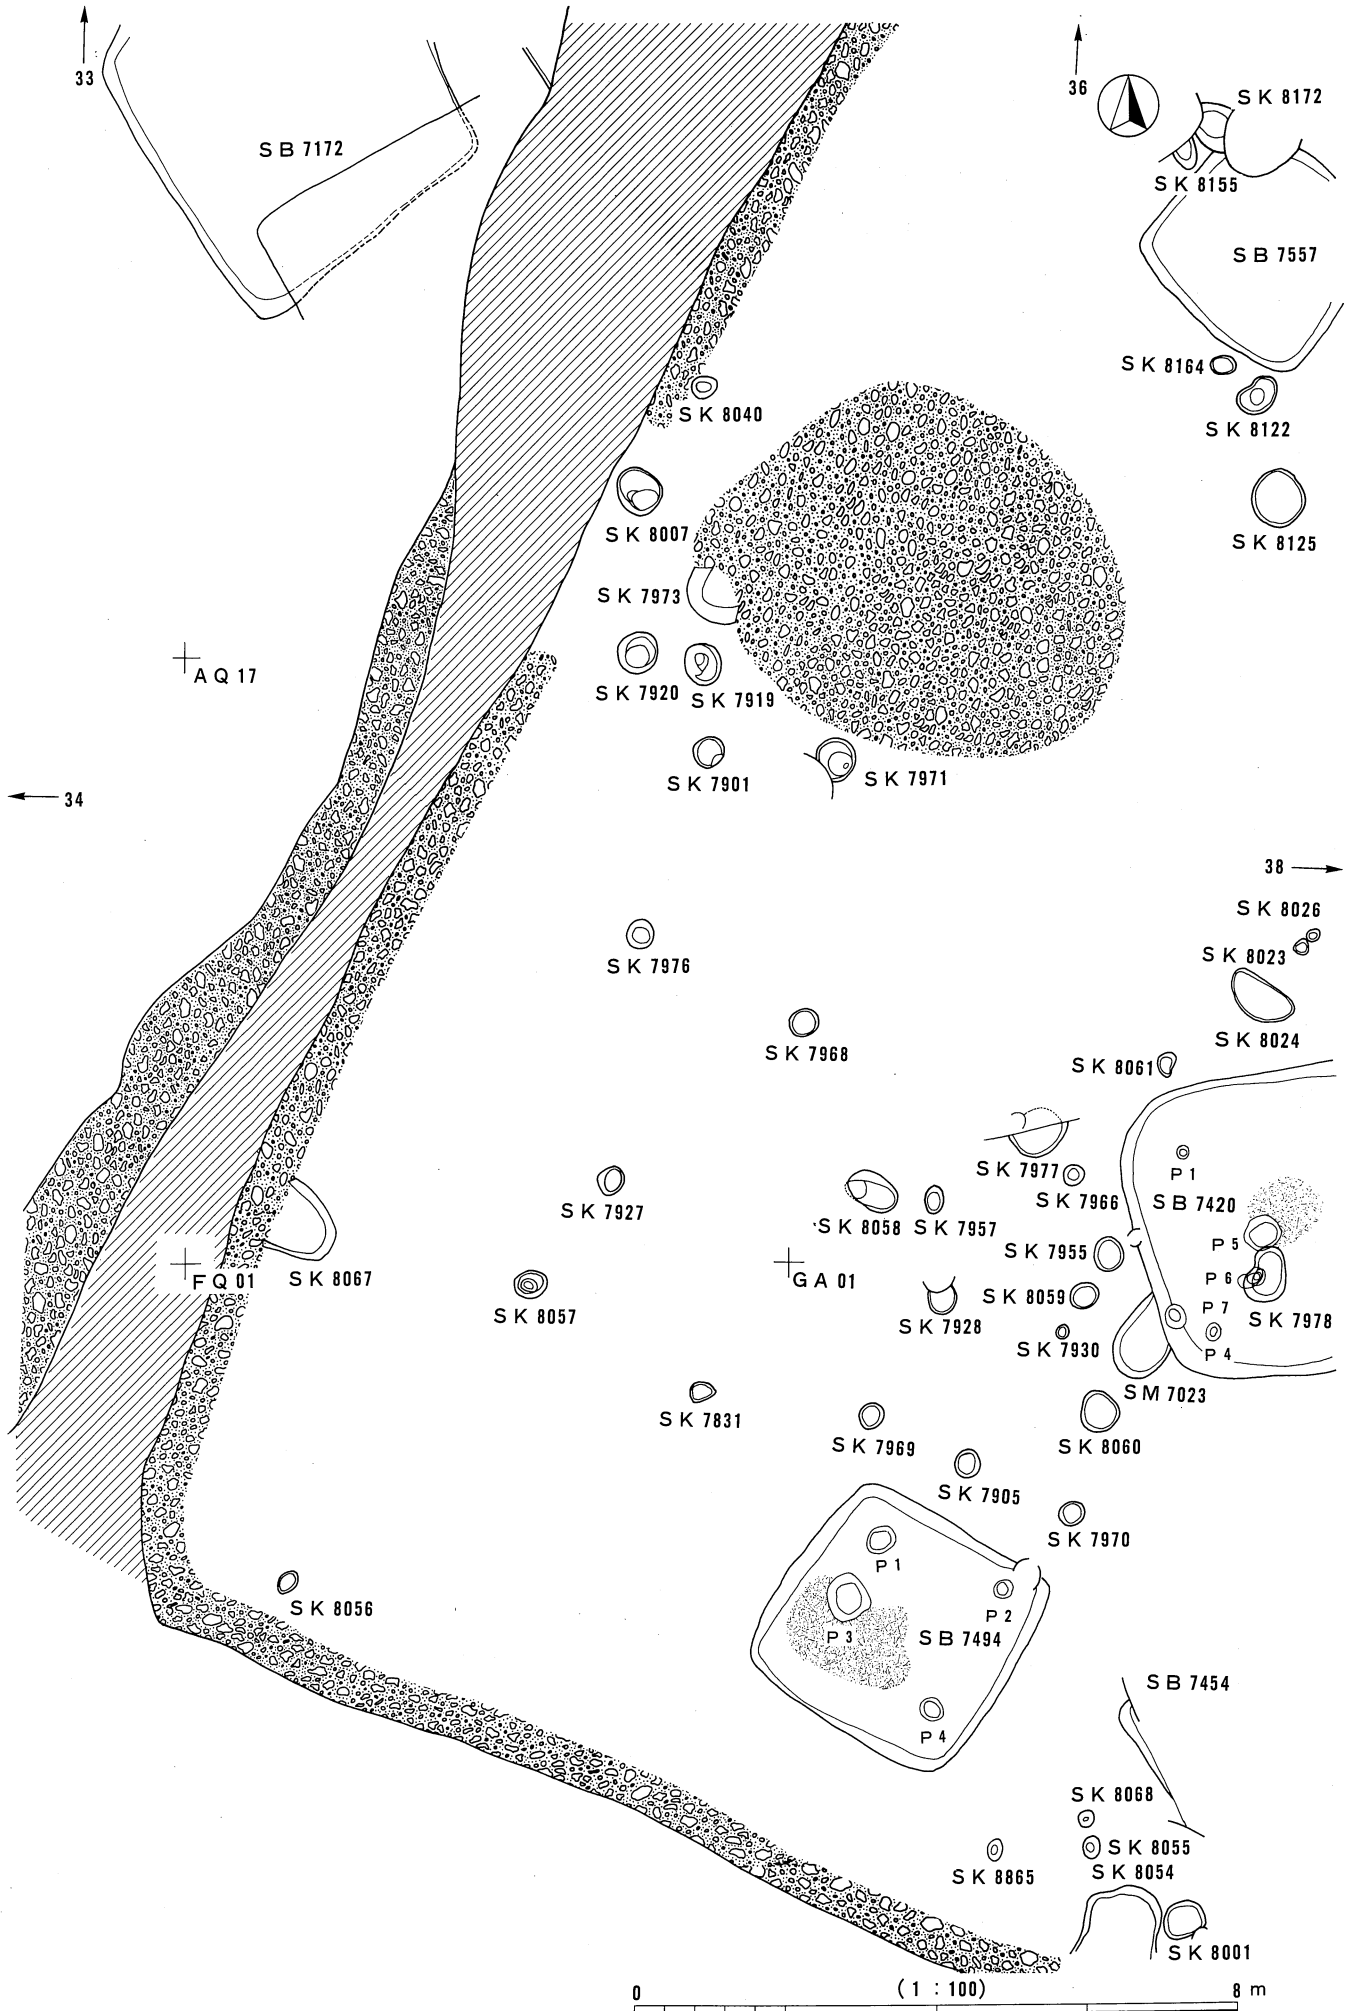 33
36
SK 8172
SB 7172
SK 8155
SB 7557
SK 8164
SK 8040
SK 8122
SK 8007
SK 8125
SK 7973
AQ 17
SK 7920
SK 7919
SK 7901
SK 7971
34
38
SK 8026
SK 8023
SK 7976
SK 8024
SK 7968
SK 8061
SK 7977
P 1
SK 7966
SB 7420
SK 7927
SK 8058
SK 7957
P 5
SK 7955
FQ 01
SK 8067
GA 01
P 6
SK 8059
SK 8057
P 7
SK 7978
SK 7928
SK 7930
P 4
SM 7023
SK 7831
SK 7969
SK 8060
SK 7905
SK 7970
P 1
SK 8056
P 2
P 3
SB 7494
SB 7454
P 4
SK 8068
SK 8055
SK 8865
SK 8054
SK 8001
0
(1 : 100)
8 m